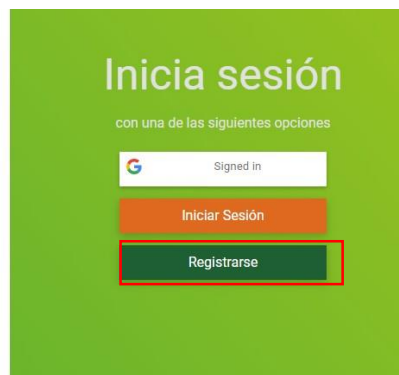 Inicia sesión
con una de las siguientes opciones
Signed in
Iniciar Sesión
Registrarse